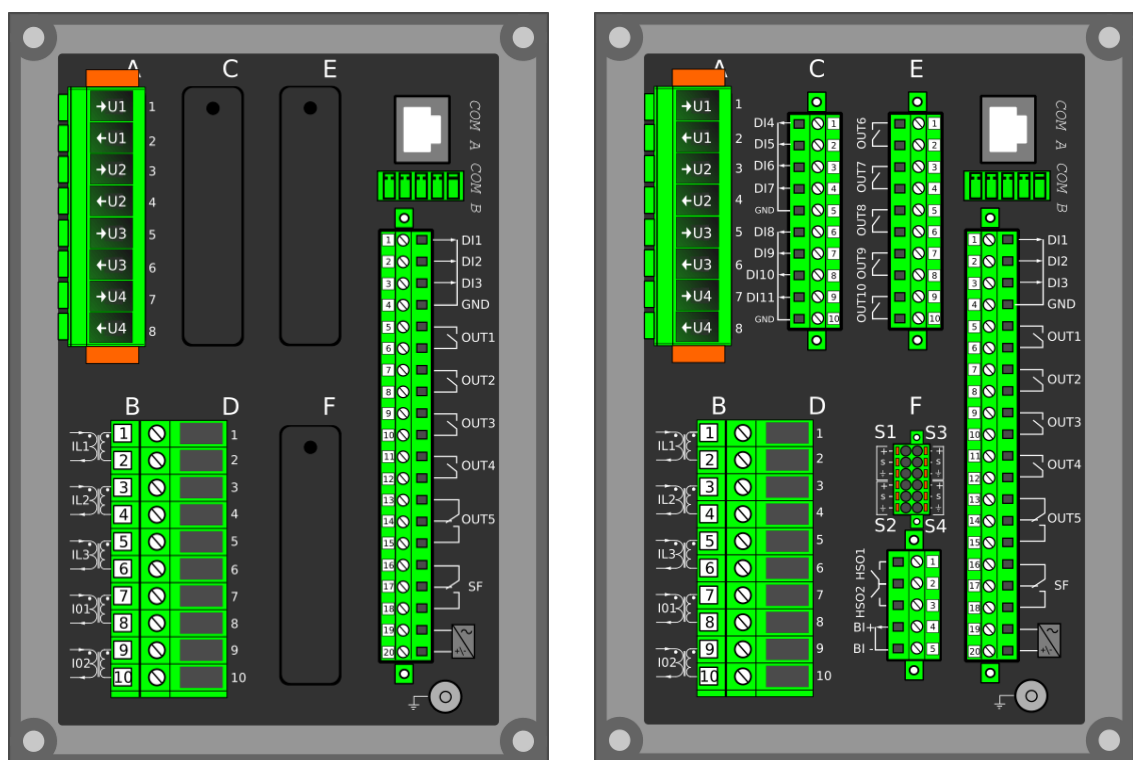 A C E
→U1 1
←U1 2
→U2 3
←U2 4
→U3 5
←U3 6
→U4 7
←U4 8
COM A
COM B
1 DI1
2 DI2
3 DI3
4 GND
5
6
OUT1
7
8
OUT2
9
10
OUT3
11
12
OUT4
13
14
15
OUT5
16
17
18
SF
19 ~
20 +/-
B D F
IL1
1 1
2 2
IL2
3 3
4 4
IL3
5 5
6 6
I01
7 7
8 8
I02
9 9
10 10
A C E
→U1 1
←U1 2
→U2 3
←U2 4
→U3 5
←U3 6
→U4 7
←U4 8
DI4 1
DI5 2
DI6 3
DI7 4
GND 5
DI8 6
DI9 7
DI10 8
DI11 9
GND 10
OUT6
1
2
OUT7
3
4
OUT8
5
6
OUT9
7
8
OUT10
9
10
COM A
COM B
1 DI1
2 DI2
3 DI3
4 GND
5
6
OUT1
7
8
OUT2
9
10
OUT3
11
12
OUT4
13
14
15
OUT5
16
17
18
SF
19 ~
20 +/-
B D F
IL1
1 1
2 2
IL2
3 3
4 4
IL3
5 5
6 6
I01
7 7
8 8
I02
9 9
10 10
S1 S3
+ +
S S
S S
+ +
S2 S4
HSO1
HSO2
1
2
3
BI+ 4
BI - 5